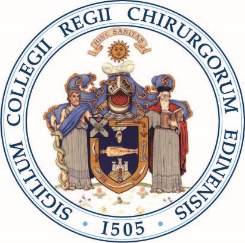 SIGILLUM COLLEGII REGII CHIRURGORUM EDINENSIS
HINC SANITAS
· 1505 ·